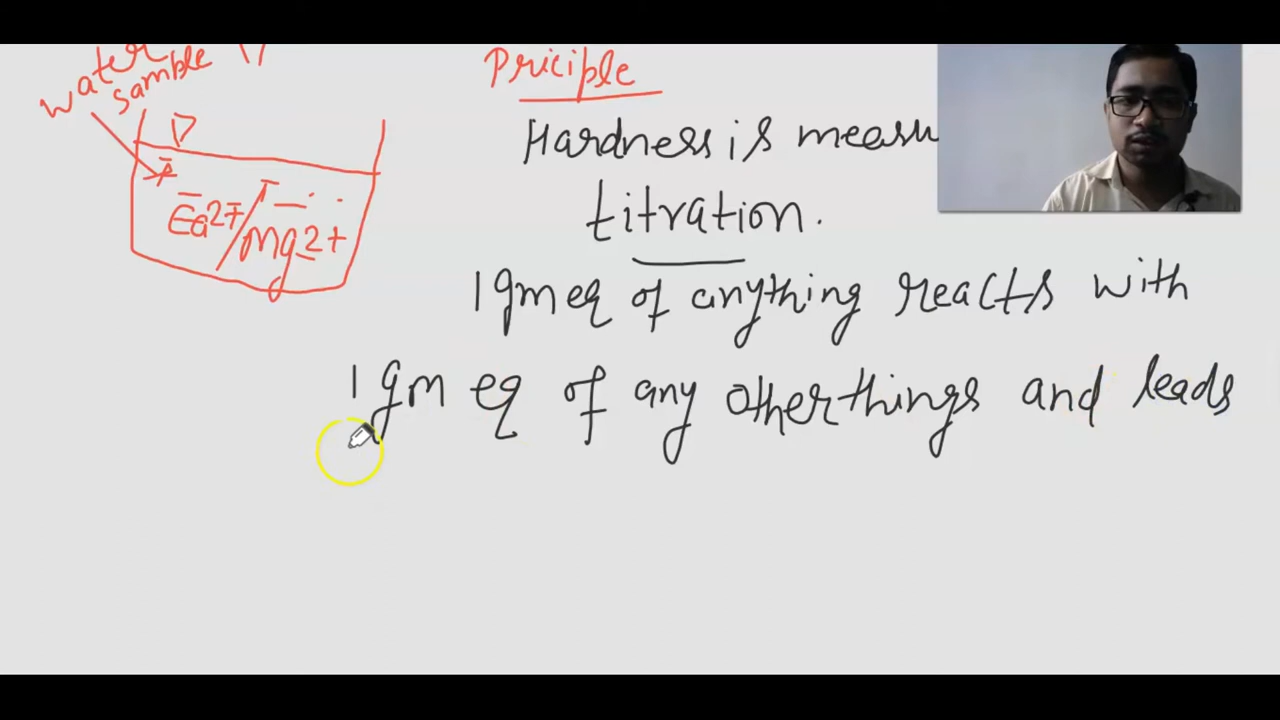 water
sample
Priciple
Hardness is measu
titration.
Ca2+/Mg2+
1 gm eq of anything reacts with
1 gm eq of any otherthings and leads